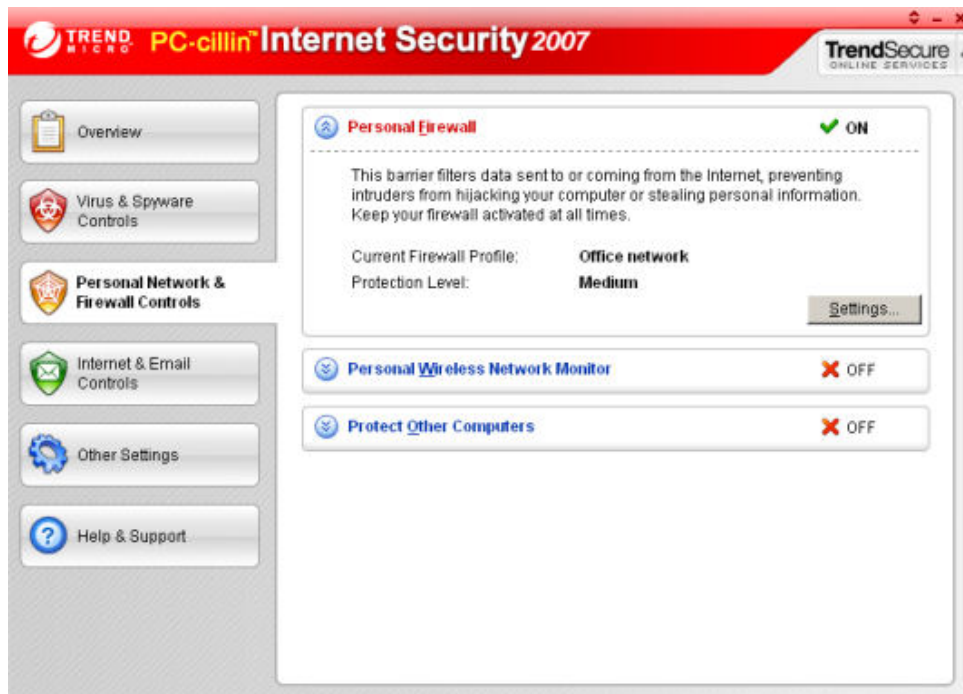 TREND MICRO PC-cillin™ Internet Security 2007
TrendSecure
ONLINE SERVICES
Overview
Virus & Spyware
Controls
Personal Network &
Firewall Controls
Internet & Email
Controls
Other Settings
Help & Support
Personal Firewall
ON
This barrier filters data sent to or coming from the Internet, preventing
intruders from hijacking your computer or stealing personal information.
Keep your firewall activated at all times.
Current Firewall Profile: Office network
Protection Level: Medium
Settings...
Personal Wireless Network Monitor
OFF
Protect Other Computers
OFF